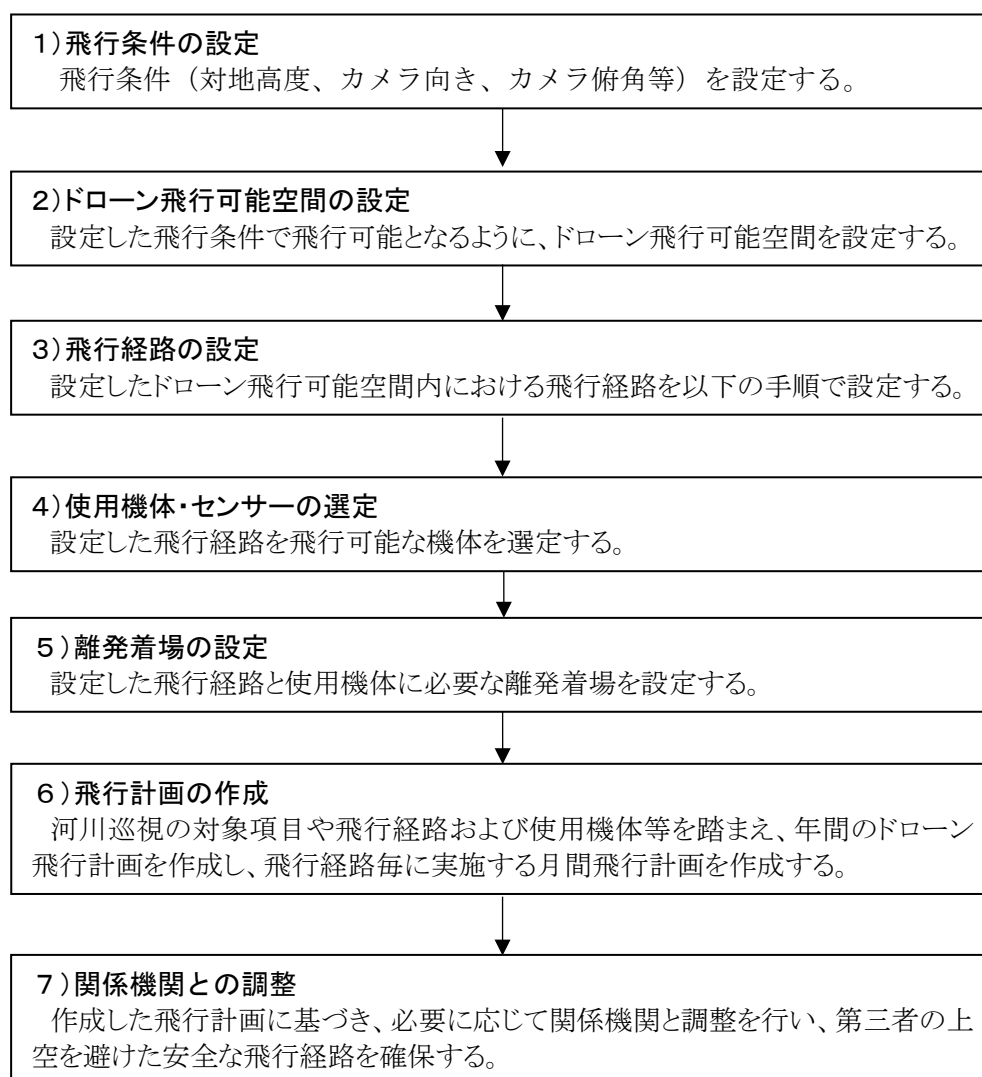 1)飛行条件の設定
飛行条件（対地高度、カメラ向き、カメラ俯角等）を設定する。
2)ドローン飛行可能空間の設定
設定した飛行条件で飛行可能となるように、ドローン飛行可能空間を設定する。
3)飛行経路の設定
設定したドローン飛行可能空間内における飛行経路を以下の手順で設定する。
4)使用機体・センサーの選定
設定した飛行経路を飛行可能な機体を選定する。
5)離発着場の設定
設定した飛行経路と使用機体に必要な離発着場を設定する。
6)飛行計画の作成
河川巡視の対象項目や飛行経路および使用機体等を踏まえ、年間のドローン
飛行計画を作成し、飛行経路毎に実施する月間飛行計画を作成する。
7)関係機関との調整
作成した飛行計画に基づき、必要に応じて関係機関と調整を行い、第三者の上
空を避けた安全な飛行経路を確保する。